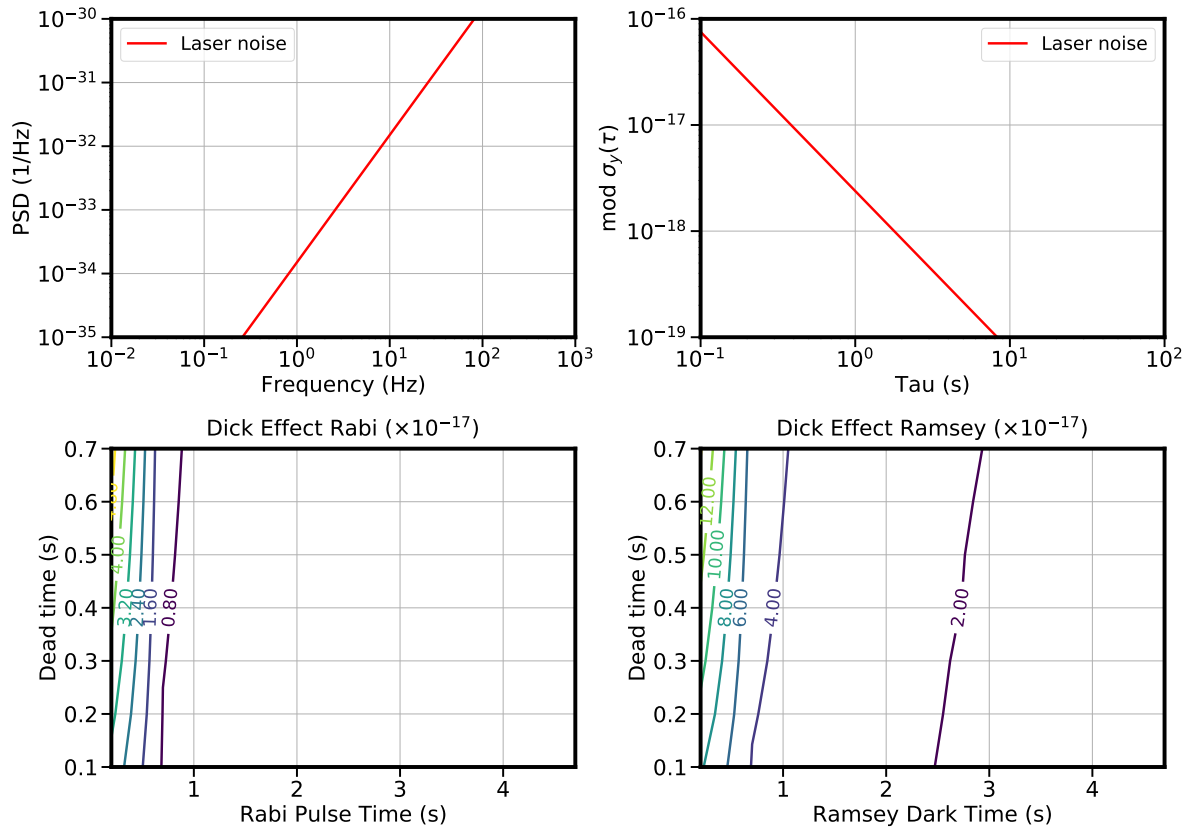 10^{-30}
10^{-31}
10^{-32}
10^{-33}
10^{-34}
10^{-35}
PSD (1/Hz)
Laser noise
10^{-2} 10^{-1} 10^{0} 10^{1} 10^{2} 10^{3}
Frequency (Hz)
10^{-16}
10^{-17}
10^{-18}
10^{-19}
mod σ_y(τ)
Laser noise
10^{-1} 10^{0} 10^{1} 10^{2}
Tau (s)
Dick Effect Rabi (×10^{-17})
0.7
0.6
0.5
0.4
0.3
0.2
0.1
Dead time (s)
4.00
3.20
2.40
1.60
0.80
1 2 3 4
Rabi Pulse Time (s)
Dick Effect Ramsey (×10^{-17})
0.7
0.6
0.5
0.4
0.3
0.2
0.1
Dead time (s)
12.00
10.00
8.00
6.00
4.00
2.00
1 2 3 4
Ramsey Dark Time (s)